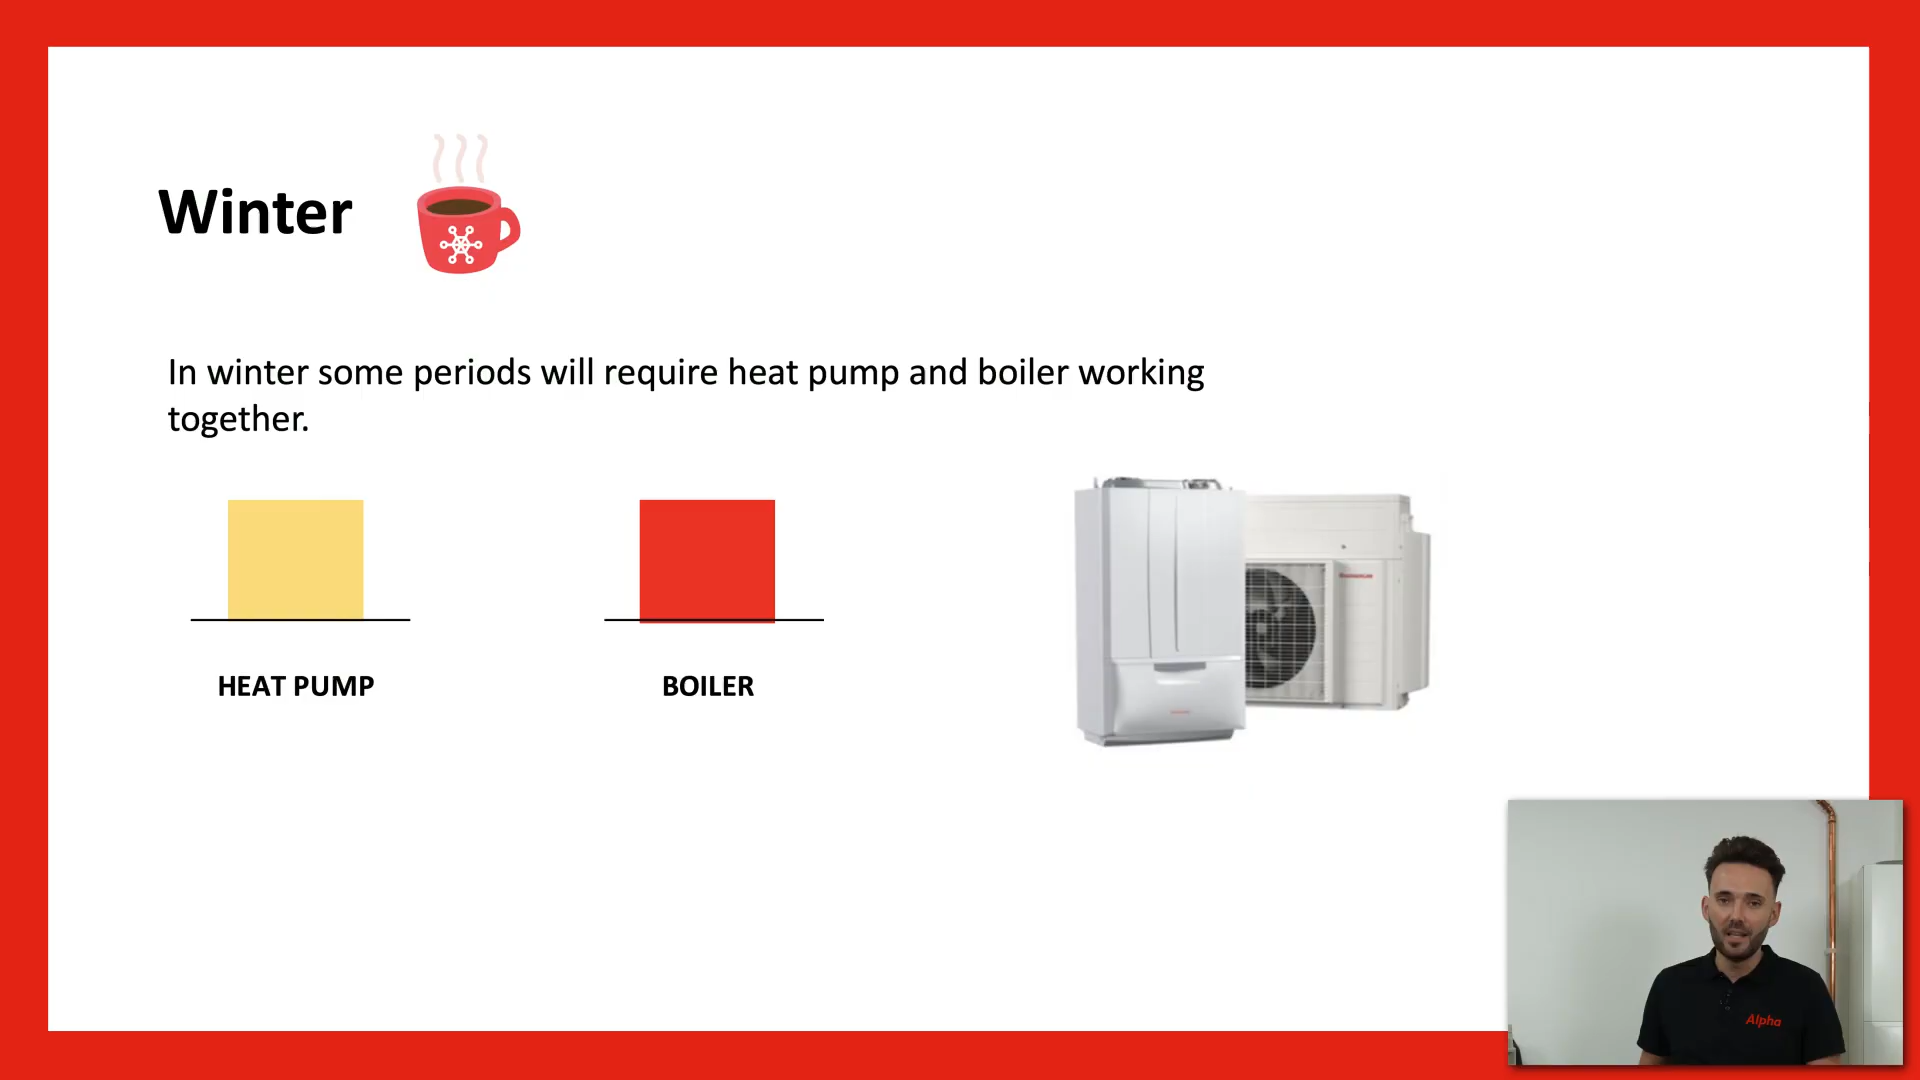 Winter
In winter some periods will require heat pump and boiler working
together.
HEAT PUMP
BOILER
Alpha